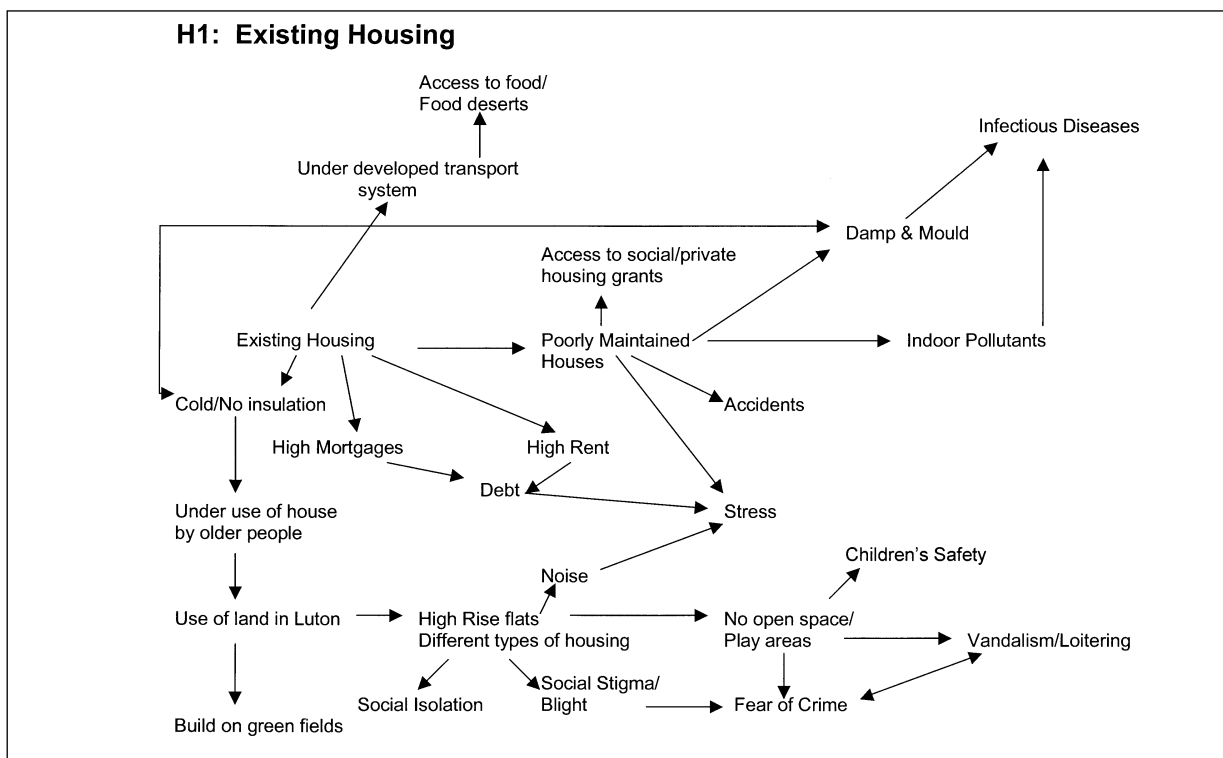 H1: Existing Housing
Access to food/
Food deserts
Infectious Diseases
Under developed transport
system
Damp & Mould
Access to social/private
housing grants
Existing Housing
Poorly Maintained
Houses
Indoor Pollutants
Cold/No insulation
Accidents
High Mortgages
High Rent
Debt
Under use of house
by older people
Stress
Children's Safety
Noise
Use of land in Luton
High Rise flats
Different types of housing
No open space/
Play areas
Vandalism/Loitering
Social Isolation
Social Stigma/
Blight
Fear of Crime
Build on green fields